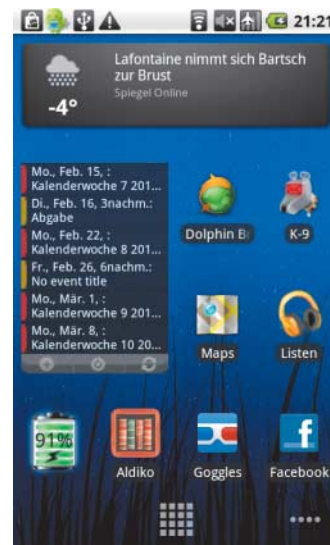 21:21
Lafontaine nimmt sich Bartsch
zur Brust
Spiegel Online
-4°
Mo., Feb. 15, :
Kalenderwoche 7 201...
Di., Feb. 16, 3nachm.:
Abgabe
Mo., Feb. 22, :
Kalenderwoche 8 201...
Fr., Feb. 26, 6nachm.:
No event title
Mo., Mär. 1, :
Kalenderwoche 9 201...
Mo., Mär. 8, :
Kalenderwoche 10 20...
Dolphin Br
K-9
Maps
Listen
91%
Aldiko
Goggles
Facebook